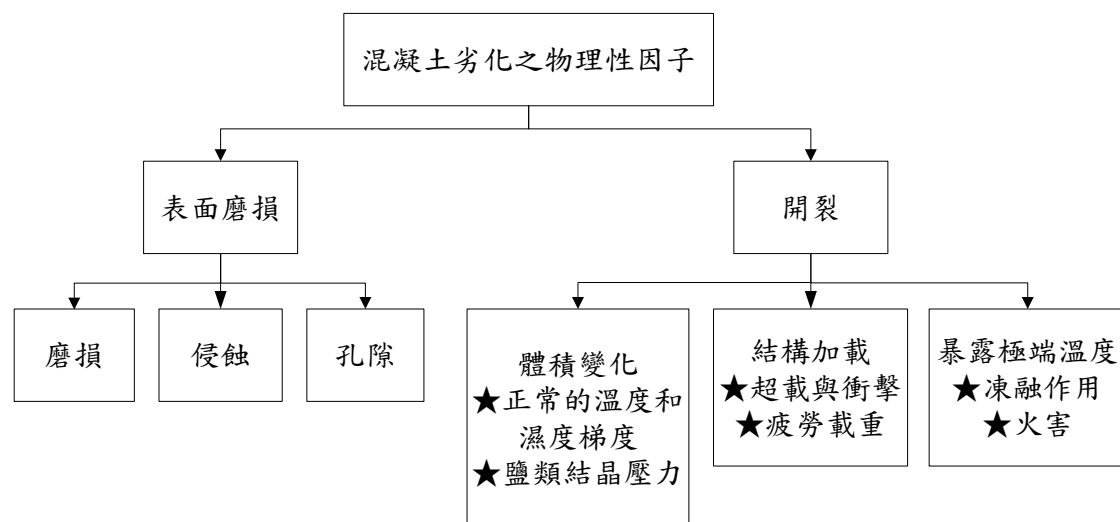 混凝土劣化之物理性因子
表面磨損
開裂
磨損
侵蝕
孔隙
體積變化
★正常的溫度和
濕度梯度
★鹽類結晶壓力
結構加載
★超載與衝擊
★疲勞載重
暴露極端溫度
★凍融作用
★火害